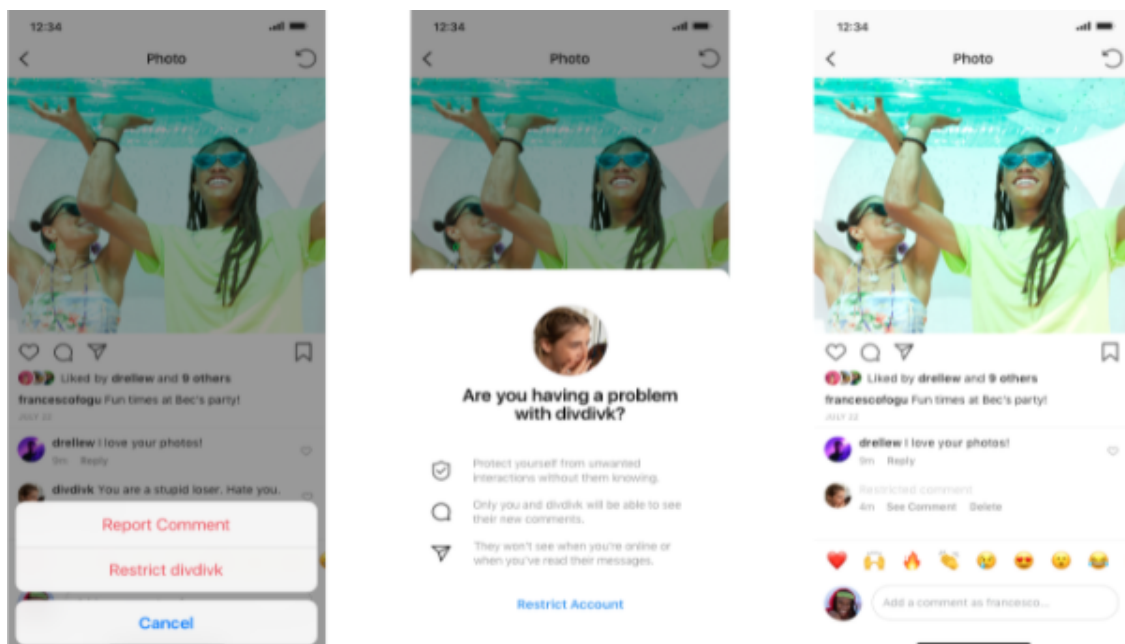 12:34
Photo
Liked by drellew and 9 others
francescofogu Fun times at Bec's party!
JULY 22
drellew I love your photos!
9m Reply
divdivk You are a stupid loser. Hate you.
Report Comment
Restrict divdivk
Cancel
12:34
Photo
Are you having a problem
with divdivk?
Protect yourself from unwanted
interactions without them knowing.
Only you and divdivk will be able to see
their new comments.
They won't see when you're online or
when you've read their messages.
Restrict Account
12:34
Photo
Liked by drellew and 9 others
francescofogu Fun times at Bec's party!
JULY 22
drellew I love your photos!
9m Reply
Restricted comment
4m See Comment Delete
Add a comment as francesco...